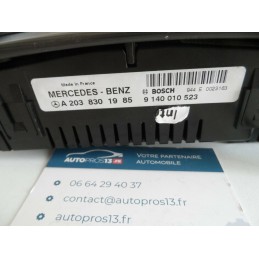 Made in France
MERCEDES - BENZ
BOSCH
A 203 830 19 85
9 140 010 523
Int
AUTOPROS13.FR
VOTRE PARTENAIRE
AUTOMOBILE
06 64 29 40 37
autopros13.fr
autopros13.fr